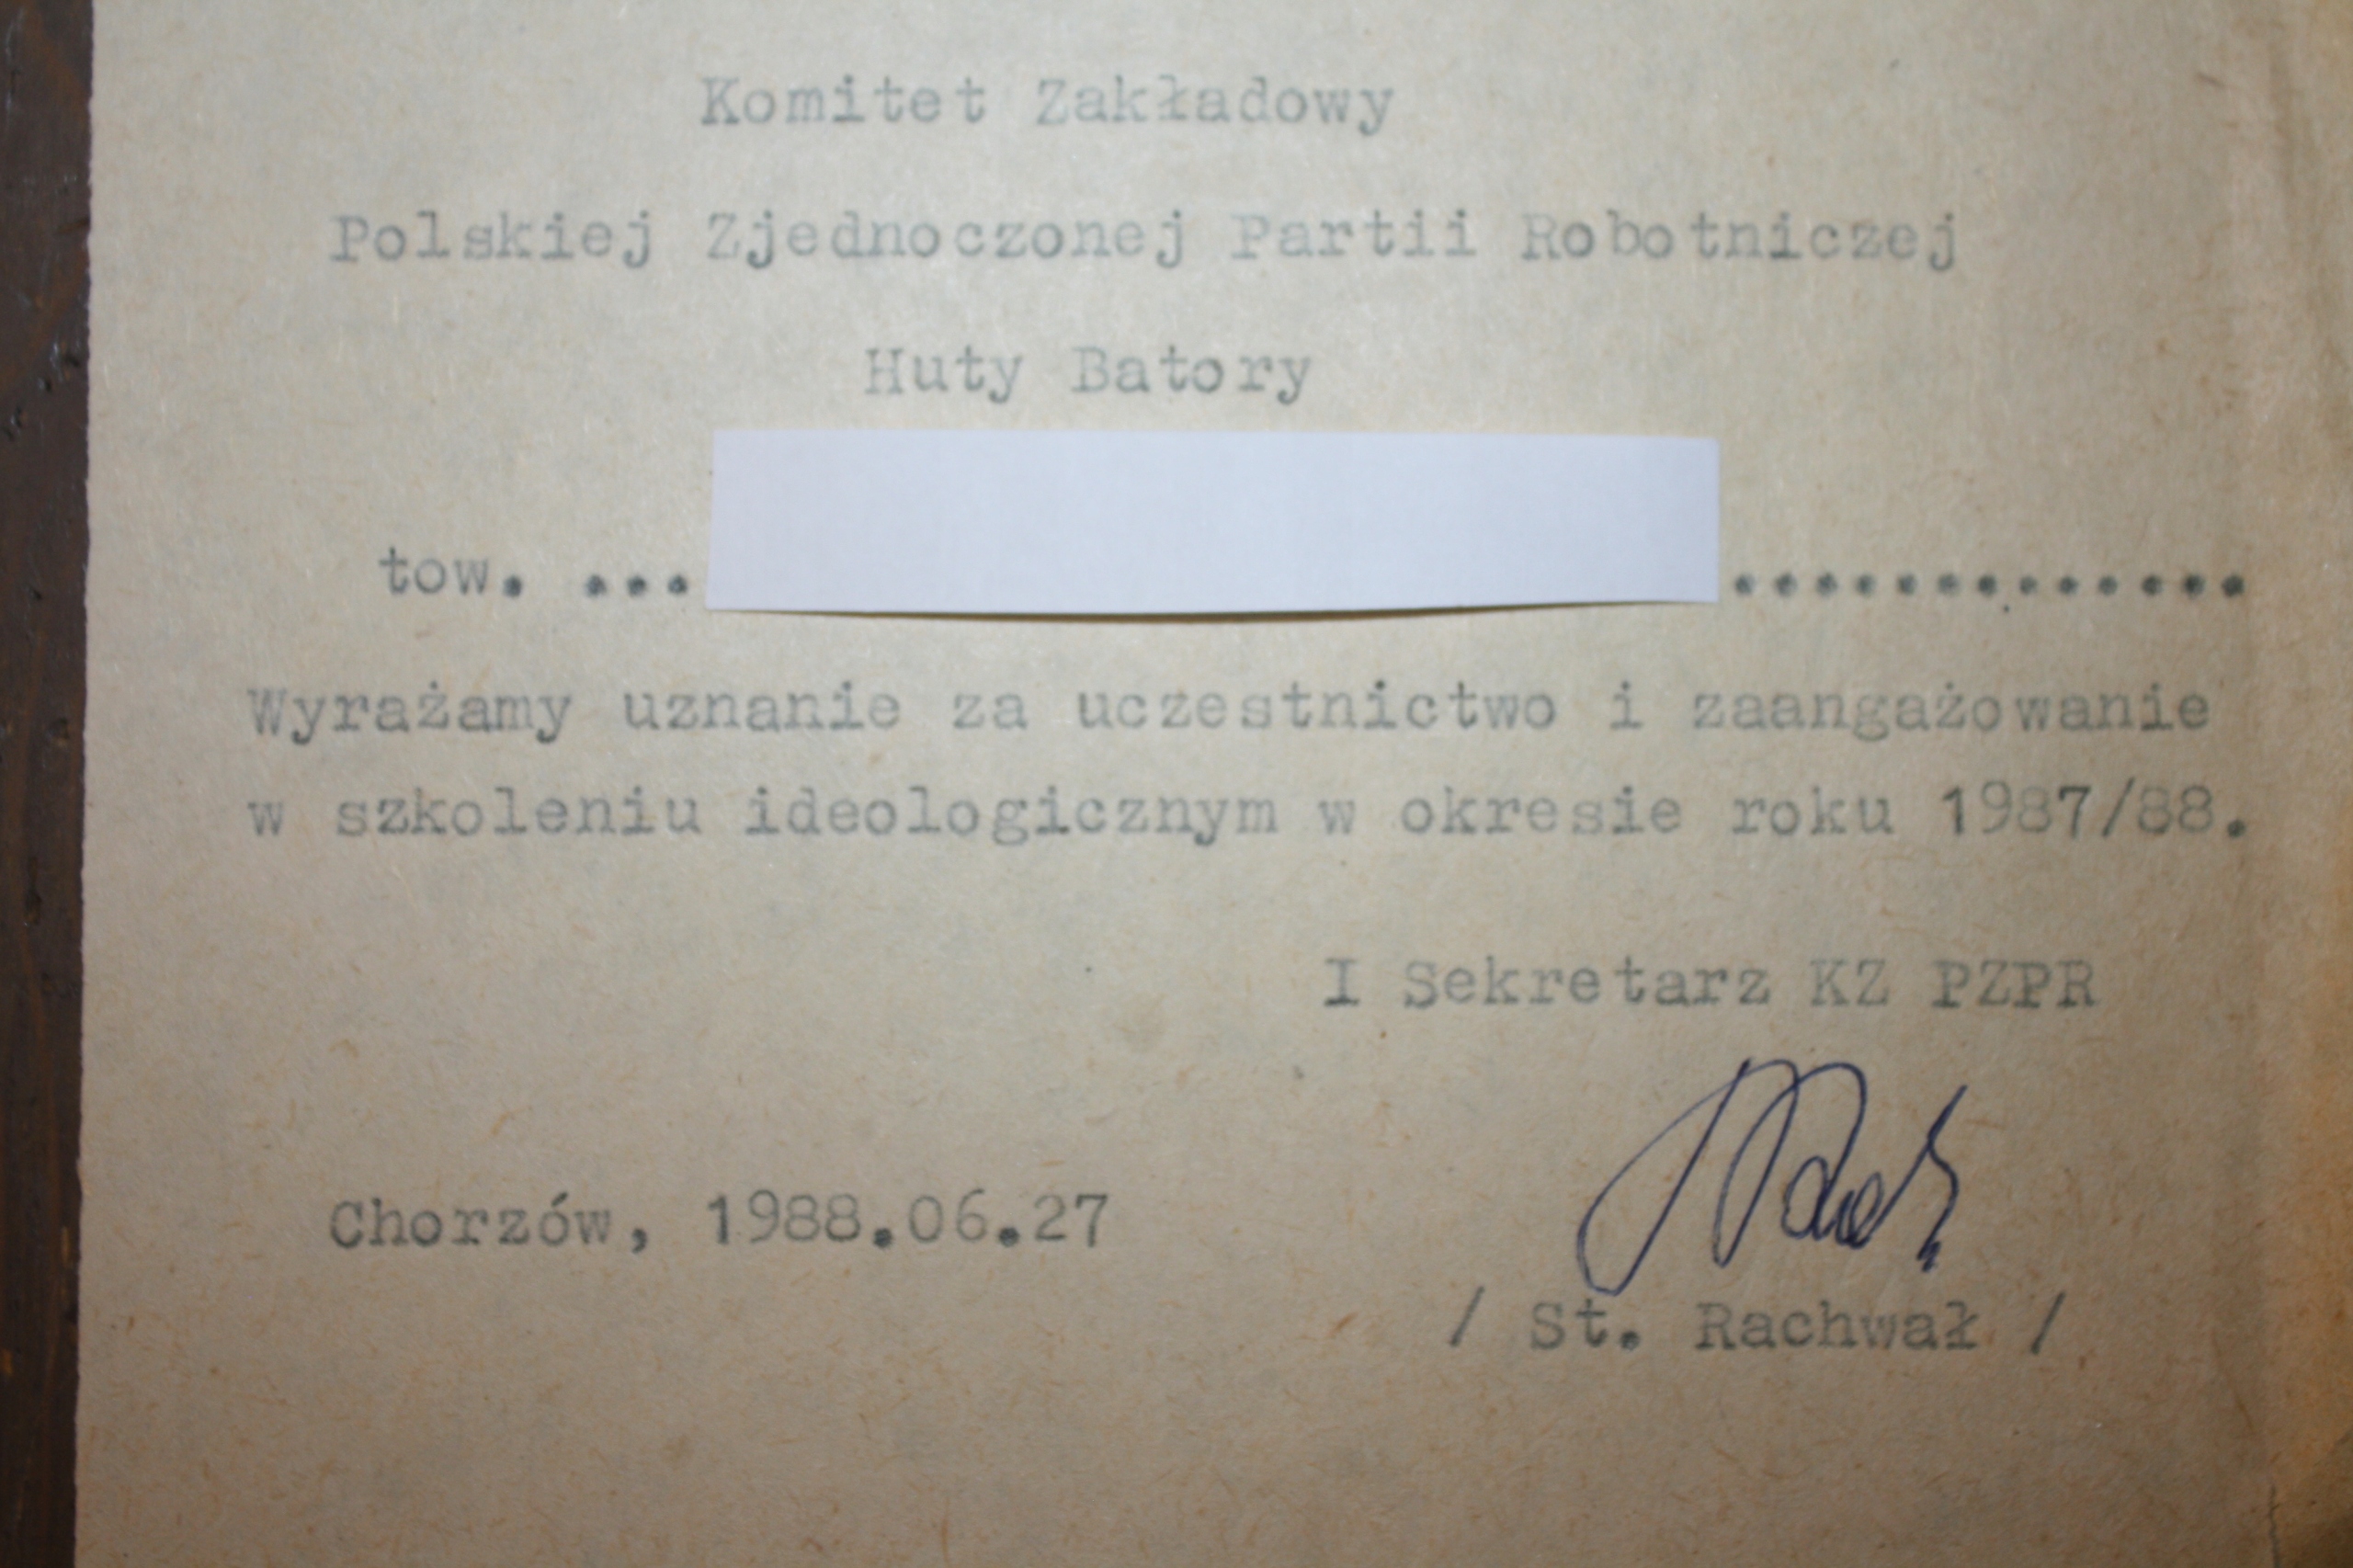 Komitet Zakładowy
Polskiej Zjednoczonej Partii Robotniczej
Huty Batory
tow. ... .............
Wyrażamy uznanie za uczestnictwo i zaangażowanie
w szkoleniu ideologicznym w okresie roku 1987/88.
I Sekretarz KZ PZPR
Chorzów, 1988.06.27
/ St. Rachwał /